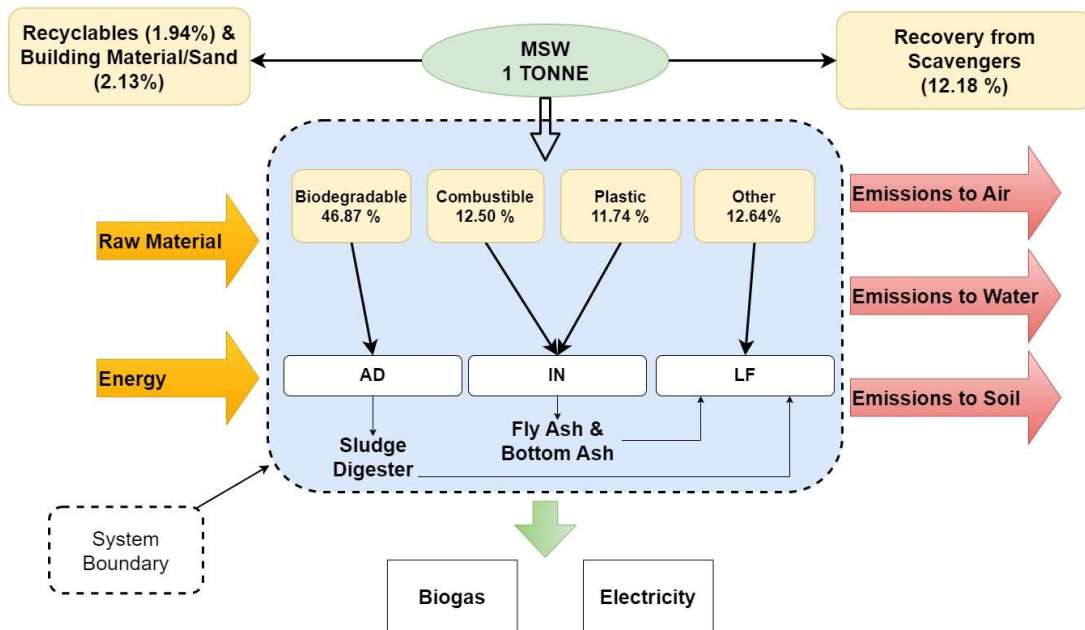 Recyclables (1.94%) &
Building Material/Sand
(2.13%)
MSW
1 TONNE
Recovery from
Scavengers
(12.18 %)
Biodegradable
46.87 %
Combustible
12.50 %
Plastic
11.74 %
Other
12.64%
Raw Material
Energy
Emissions to Air
Emissions to Water
Emissions to Soil
AD
IN
LF
Sludge
Digester
Fly Ash &
Bottom Ash
System
Boundary
Biogas
Electricity